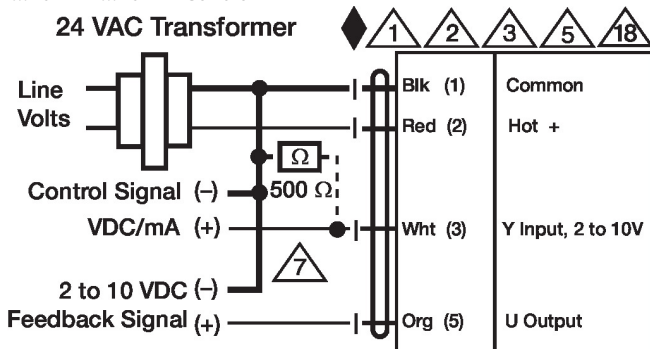 24 VAC Transformer
1 2 3 5 18
Line
Volts
Blk (1) Common
Red (2) Hot +
Ω
500 Ω
Control Signal (-)
VDC/mA (+)
Wht (3) Y Input, 2 to 10V
7
2 to 10 VDC (-)
Feedback Signal (+)
Org (5) U Output